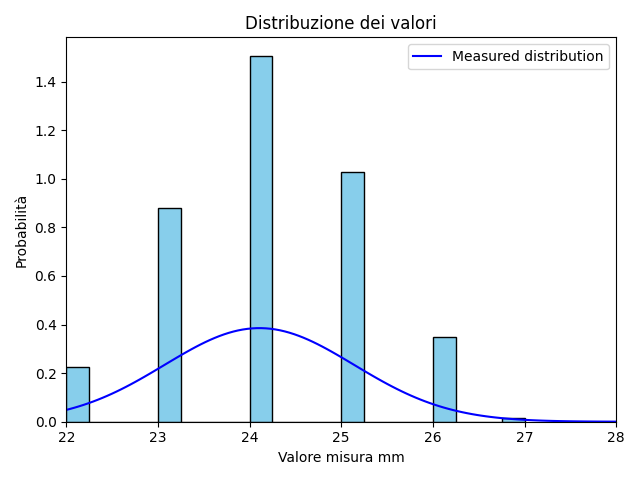 Distribuzione dei valori
Measured distribution
1.4
1.2
1.0
0.8
0.6
0.4
0.2
0.0
Probabilità
22 23 24 25 26 27 28
Valore misura mm